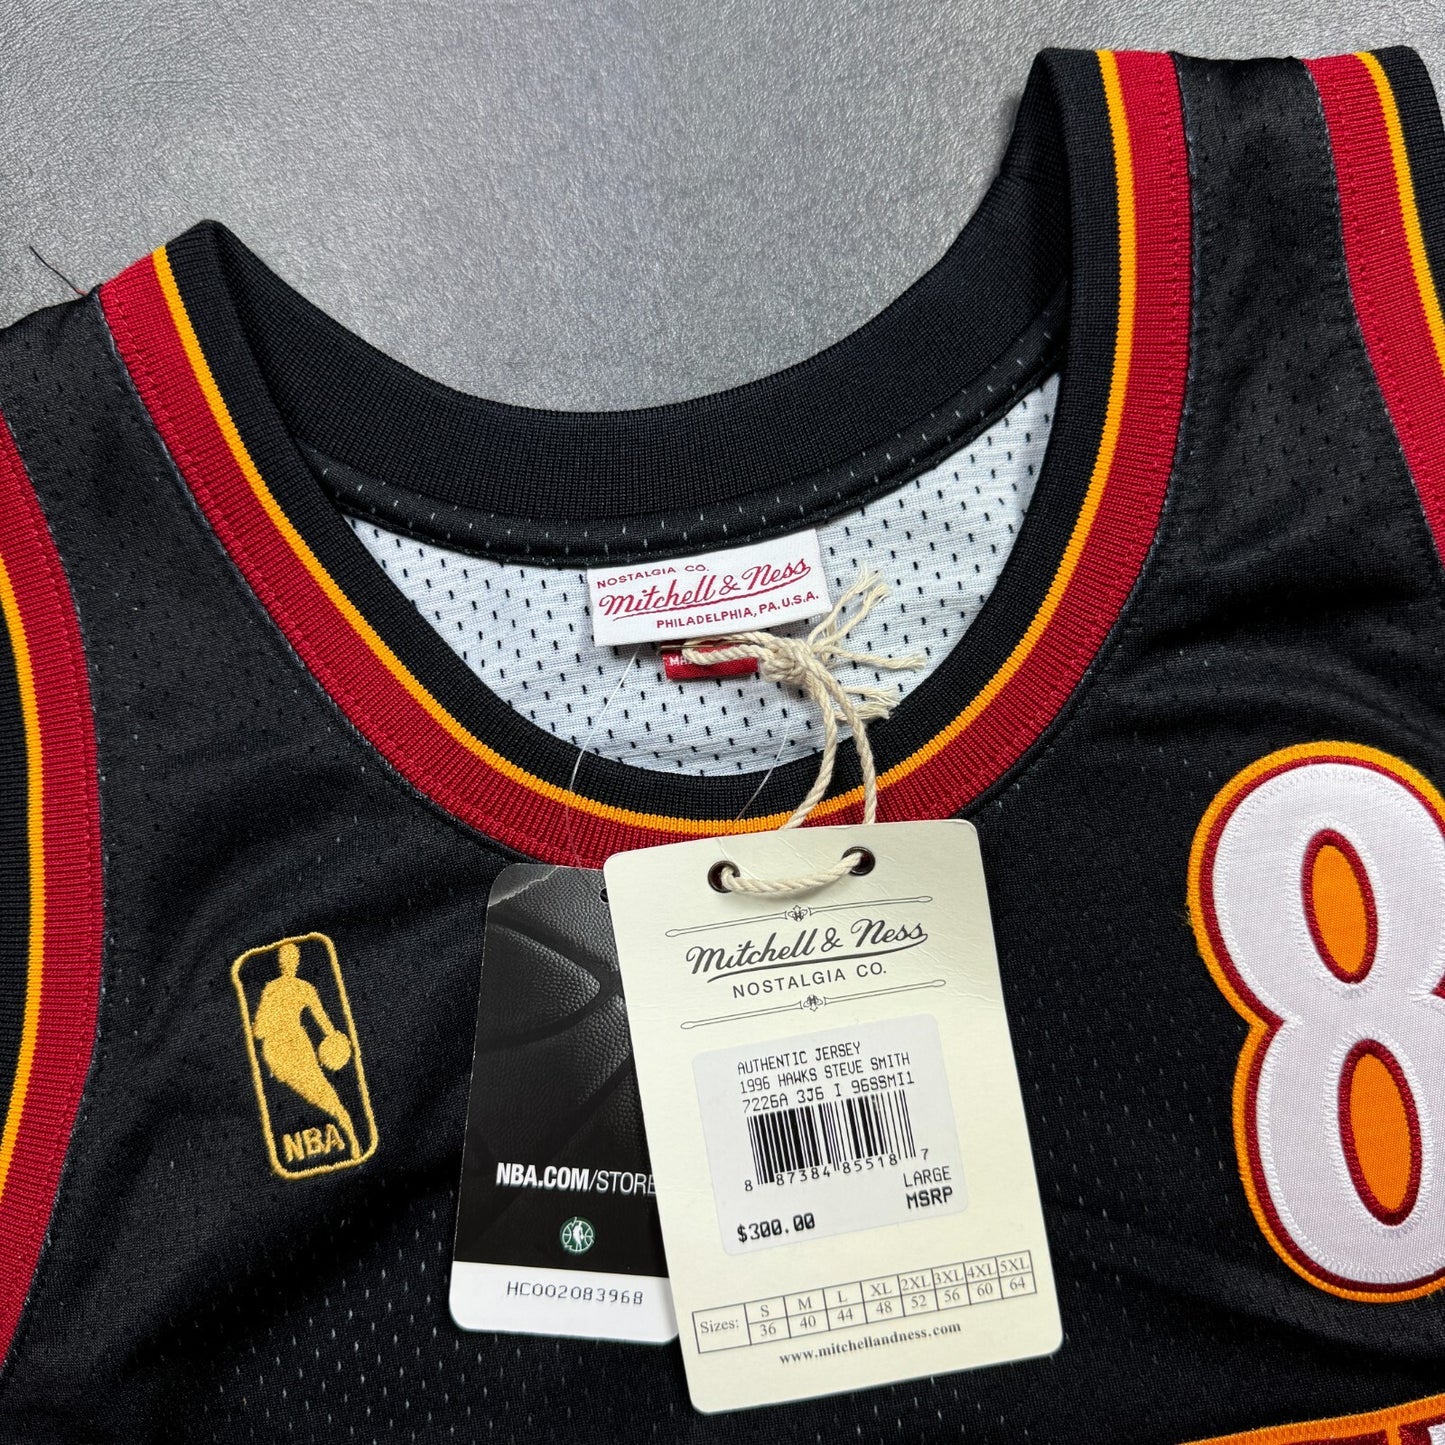 NOSTALGIA CO.
Mitchell & Ness
PHILADELPHIA, PA. U.S.A.
8
NBA
Mitchell & Ness
NOSTALGIA CO.
AUTHENTIC JERSEY
1996 HAWKS STEVE SMITH
7226A 3J6 I 96SSMI1
8 87384 85518 7
LARGE
MSRP
$300.00
Sizes: S M L XL 2XL 3XL 4XL 5XL
36 40 44 48 52 56 60 64
www.mitchellandness.com
NBA.COM/STORE
HC002083968